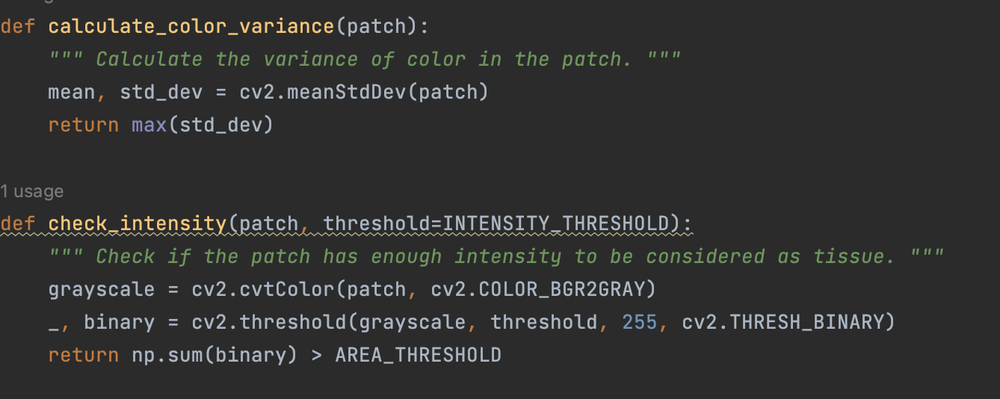 def calculate_color_variance(patch):
    """ Calculate the variance of color in the patch. """
    mean, std_dev = cv2.meanStdDev(patch)
    return max(std_dev)
1 usage
def check_intensity(patch, threshold=INTENSITY_THRESHOLD):
    """ Check if the patch has enough intensity to be considered as tissue. """
    grayscale = cv2.cvtColor(patch, cv2.COLOR_BGR2GRAY)
    _, binary = cv2.threshold(grayscale, threshold, 255, cv2.THRESH_BINARY)
    return np.sum(binary) > AREA_THRESHOLD